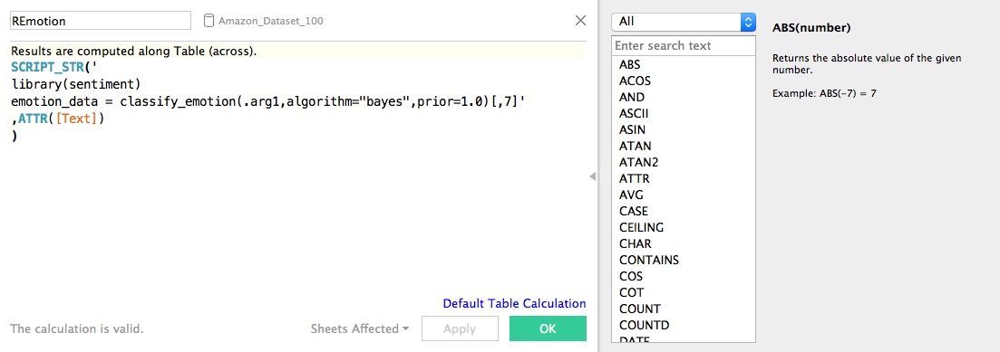 REmotion
Amazon_Dataset_100
Results are computed along Table (across).
SCRIPT_STR('
library(sentiment)
emotion_data = classify_emotion(.arg1,algorithm="bayes",prior=1.0)[,7]'
,ATTR([Text])
)
Default Table Calculation
The calculation is valid.
Sheets Affected
Apply
OK
All
Enter search text
ABS
ACOS
AND
ASCII
ASIN
ATAN
ATAN2
ATTR
AVG
CASE
CEILING
CHAR
CONTAINS
COS
COT
COUNT
COUNTD
DATE
ABS(number)
Returns the absolute value of the given
number.
Example: ABS(-7) = 7